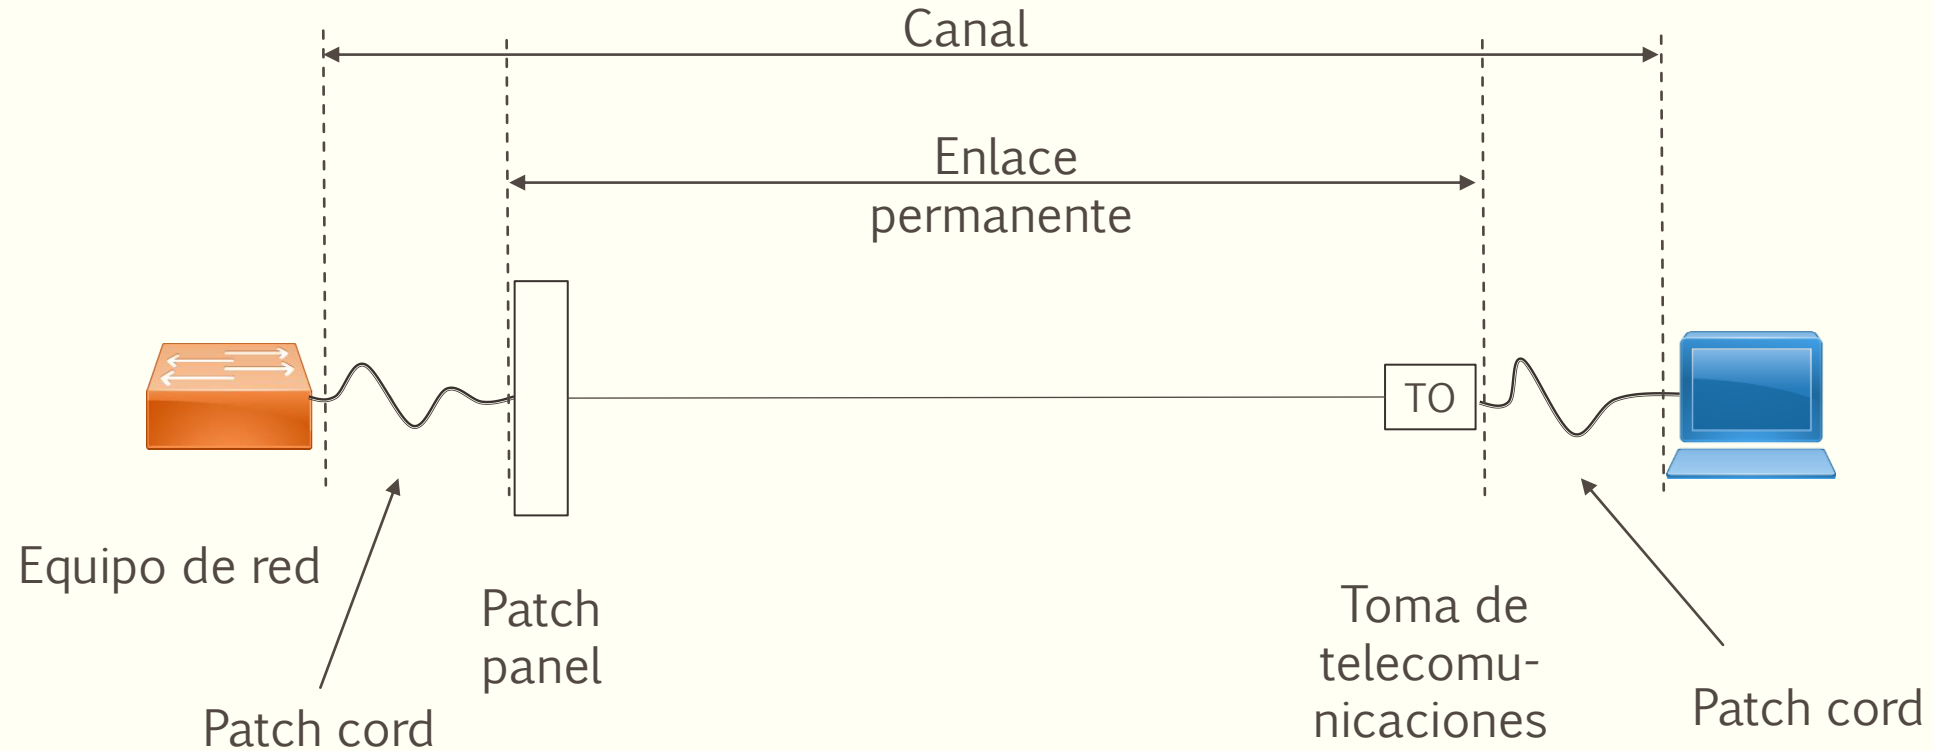 Canal
Enlace
permanente
TO
Equipo de red
Patch
panel
Toma de
telecomu-
nicaciones
Patch cord
Patch cord